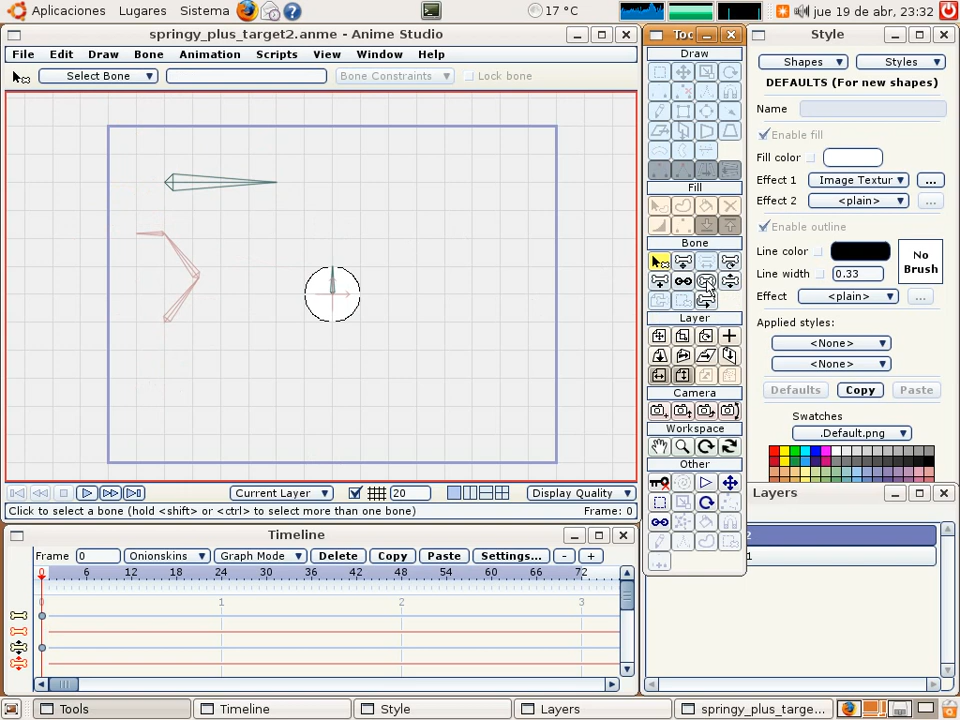 Aplicaciones Lugares Sistema 17 °C jue 19 de abr, 23:32
springy_plus_target2.anme - Anime Studio
File Edit Draw Bone Animation Scripts View Window Help
Select Bone Bone Constraints Lock bone
Current Layer 20 Display Quality
Click to select a bone (hold <shift> or <ctrl> to select more than one bone) Frame: 0
Timeline
Frame 0 Onionskins Graph Mode Delete Copy Paste Settings... - +
0 6 12 18 24 30 36 42 48 54 60 66 72
0 1 2 3
Draw
Fill
Bone
Layer
Camera
Workspace
Other
Style
Shapes Styles
DEFAULTS (For new shapes)
Name
Enable fill
Fill color
Effect 1 Image Textur ...
Effect 2 <plain> ...
Enable outline
Line color
Line width 0.33
No
Brush
Effect <plain> ...
Applied styles:
<None>
<None>
Defaults Copy Paste
Swatches
.Default.png
Layers
2
1
Tools Timeline Style Layers springy_plus_targe...